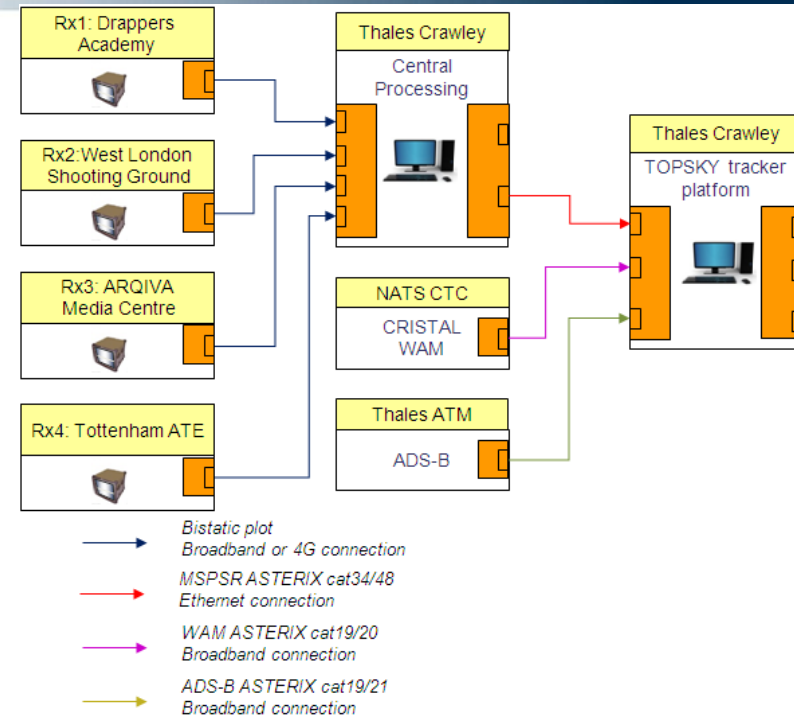 Rx1: Drappers
Academy
Rx2:West London
Shooting Ground
Rx3: ARQIVA
Media Centre
Rx4: Tottenham ATE
Thales Crawley
Central
Processing
NATS CTC
CRISTAL
WAM
Thales ATM
ADS-B
Thales Crawley
TOPSKY tracker
platform
Bistatic plot
Broadband or 4G connection
MSPSR ASTERIX cat34/48
Ethernet connection
WAM ASTERIX cat19/20
Broadband connection
ADS-B ASTERIX cat19/21
Broadband connection